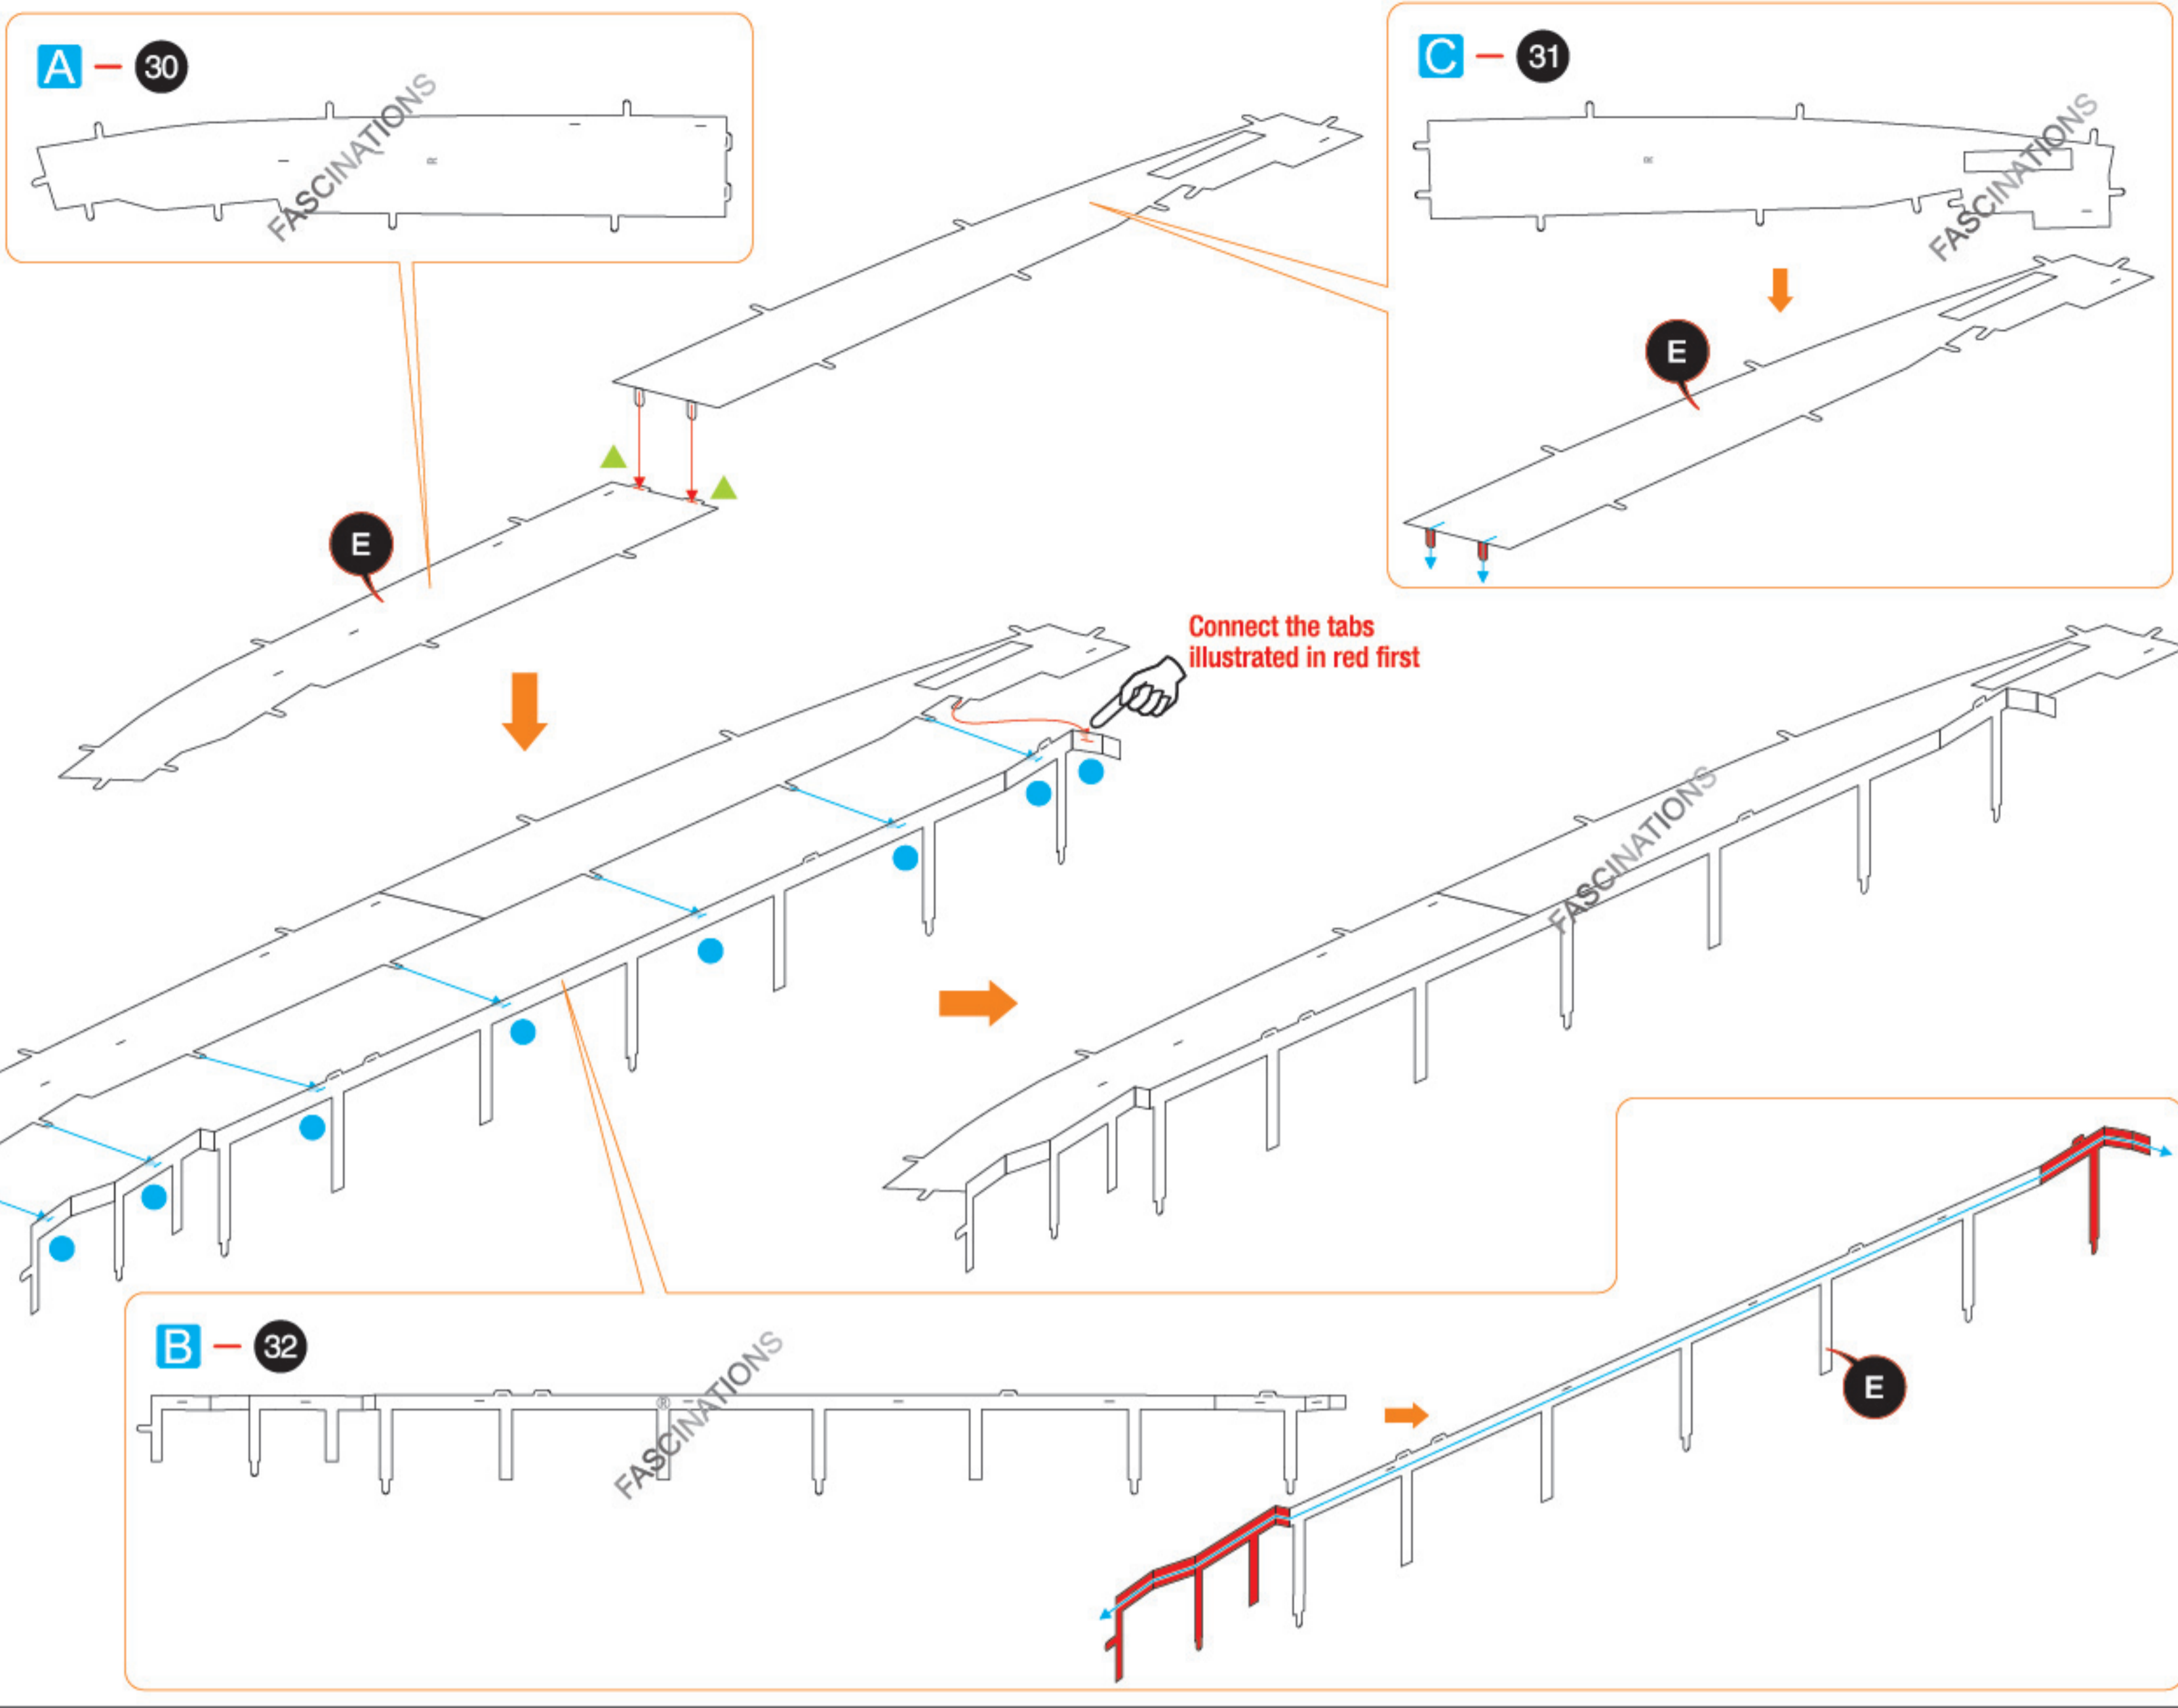 A – 30
FASCINATIONS
R
C – 31
FASCINATIONS
R
E
E
Connect the tabs
illustrated in red first
FASCINATIONS
B – 32
FASCINATIONS
®
E